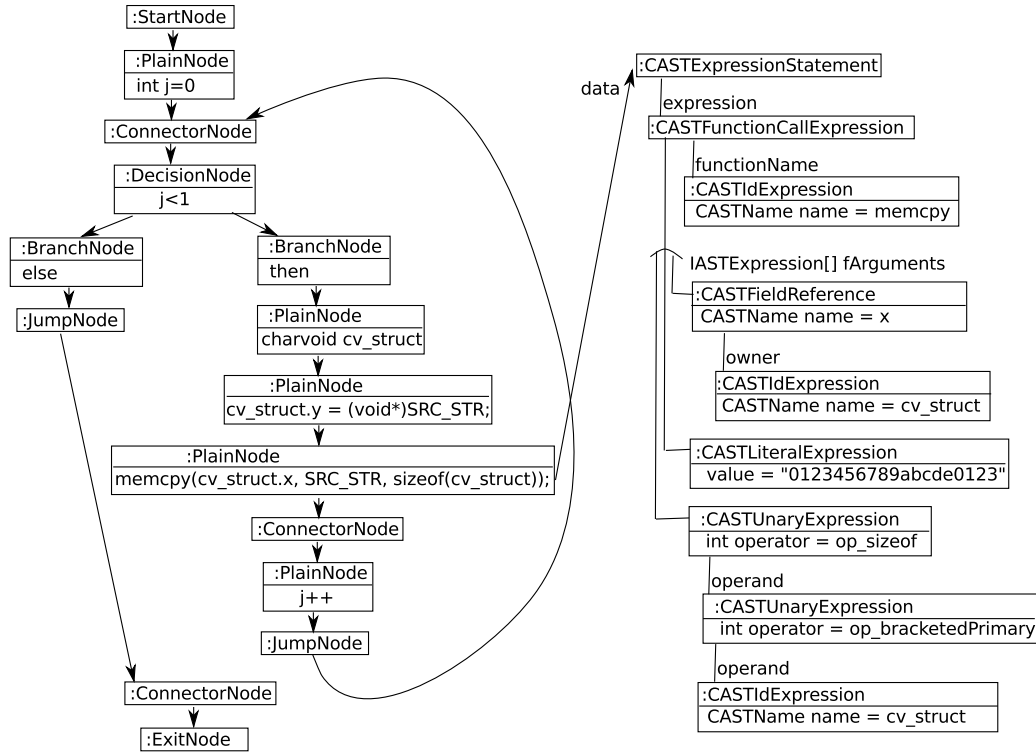 :StartNode
:PlainNode
int j=0
:ConnectorNode
:DecisionNode
j<1
:BranchNode
else
:JumpNode
:BranchNode
then
:PlainNode
charvoid cv_struct
:PlainNode
cv_struct.y = (void*)SRC_STR;
:PlainNode
memcpy(cv_struct.x, SRC_STR, sizeof(cv_struct));
:ConnectorNode
:PlainNode
j++
:JumpNode
:ConnectorNode
:ExitNode
data
:CASTExpressionStatement
expression
:CASTFunctionCallExpression
functionName
:CASTIdExpression
CASTName name = memcpy
IASTExpression[] fArguments
:CASTFieldReference
CASTName name = x
owner
:CASTIdExpression
CASTName name = cv_struct
:CASTLiteralExpression
value = "0123456789abcde0123"
:CASTUnaryExpression
int operator = op_sizeof
operand
:CASTUnaryExpression
int operator = op_bracketedPrimary
operand
:CASTIdExpression
CASTName name = cv_struct